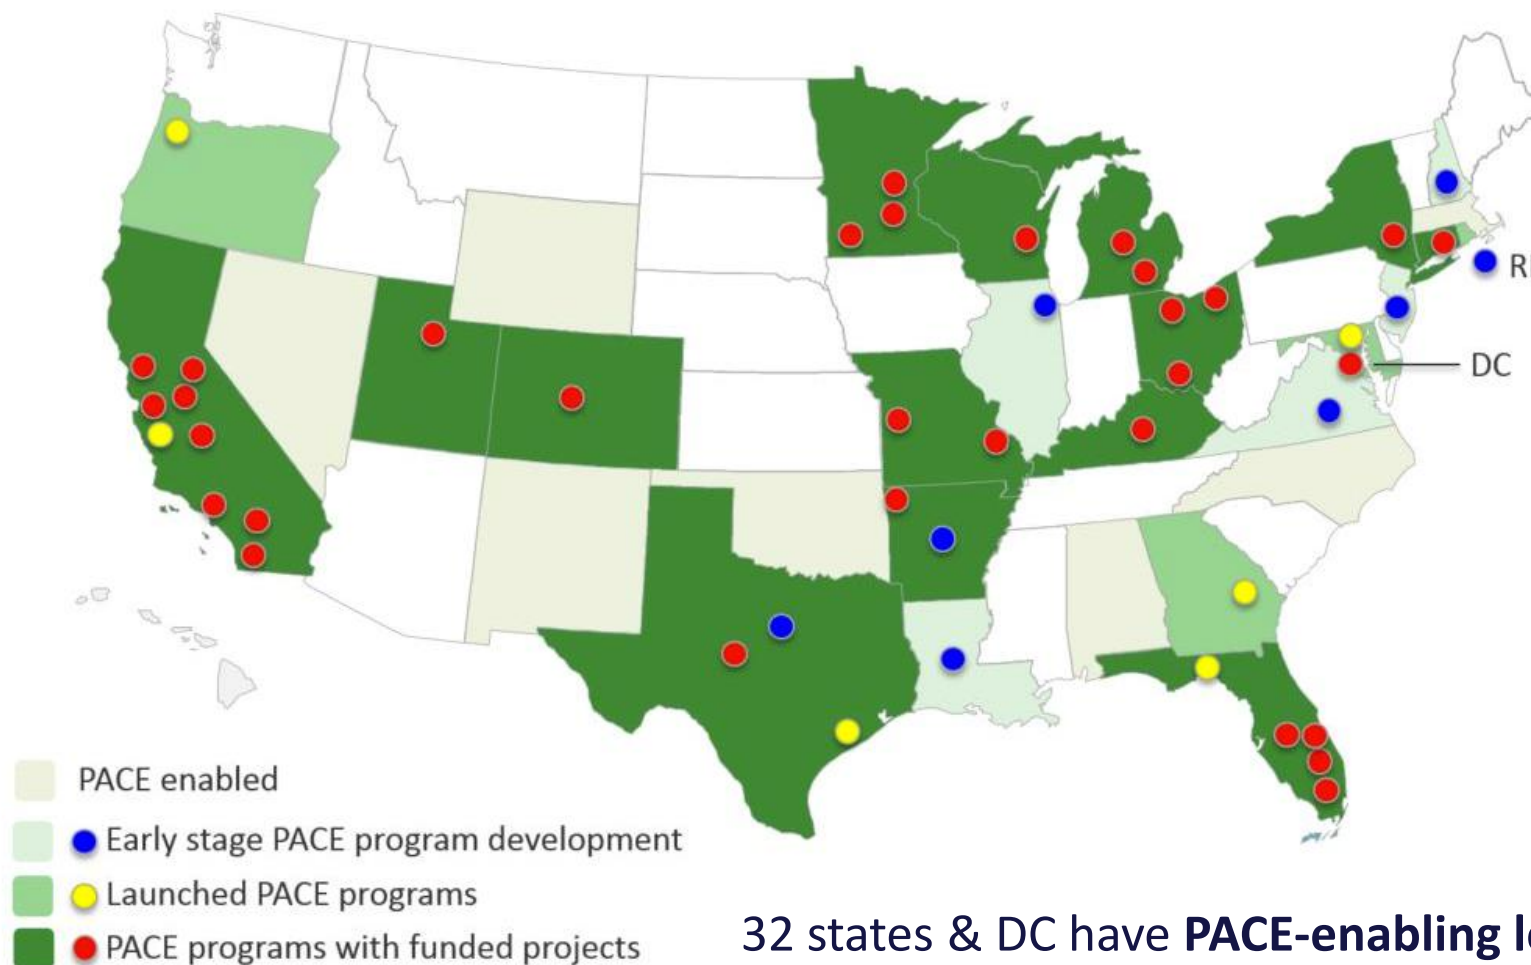 RI
DC
PACE enabled
Early stage PACE program development
Launched PACE programs
PACE programs with funded projects
32 states & DC have PACE-enabling